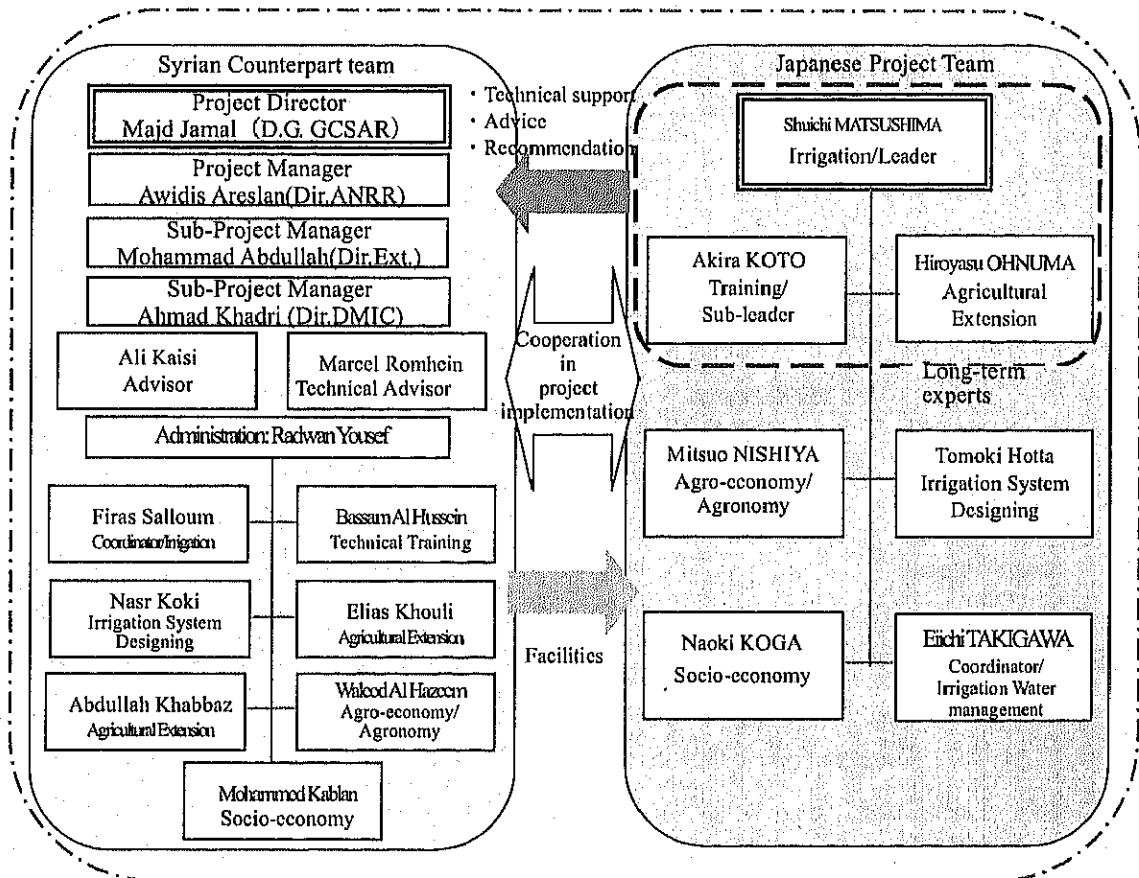 Syrian Counterpart team
Project Director
Majd Jamal (D.G. GCSAR)
Project Manager
Awidis Areslan(Dir.ANRR)
Sub-Project Manager
Mohammad Abdullah(Dir.Ext.)
Sub-Project Manager
Ahmad Khadri (Dir.DMIC)
Ali Kaisi
Advisor
Marcel Romhein
Technical Advisor
Administration: Radwan Yousef
Firas Salloum
Coordinator/Irrigation
Bassam Al Hussein
Technical Training
Nasr Koki
Irrigation System
Designing
Elias Khouli
Agricultural Extension
Abdullah Khabbaz
Agricultural Extension
Waleed Al Hazeem
Agro-economy/
Agronomy
Mohammed Kablan
Socio-economy
• Technical support
• Advice
• Recommendation
Cooperation
in
project
implementation
Facilities
Japanese Project Team
Shuichi MATSUSHIMA
Irrigation/Leader
Akira KOTO
Training/
Sub-leader
Hiroyasu OHNUMA
Agricultural
Extension
Long-term
experts
Mitsuo NISHIYA
Agro-economy/
Agronomy
Tomoki Hotta
Irrigation System
Designing
Naoki KOGA
Socio-economy
Eiichi TAKIGAWA
Coordinator/
Irrigation Water
management